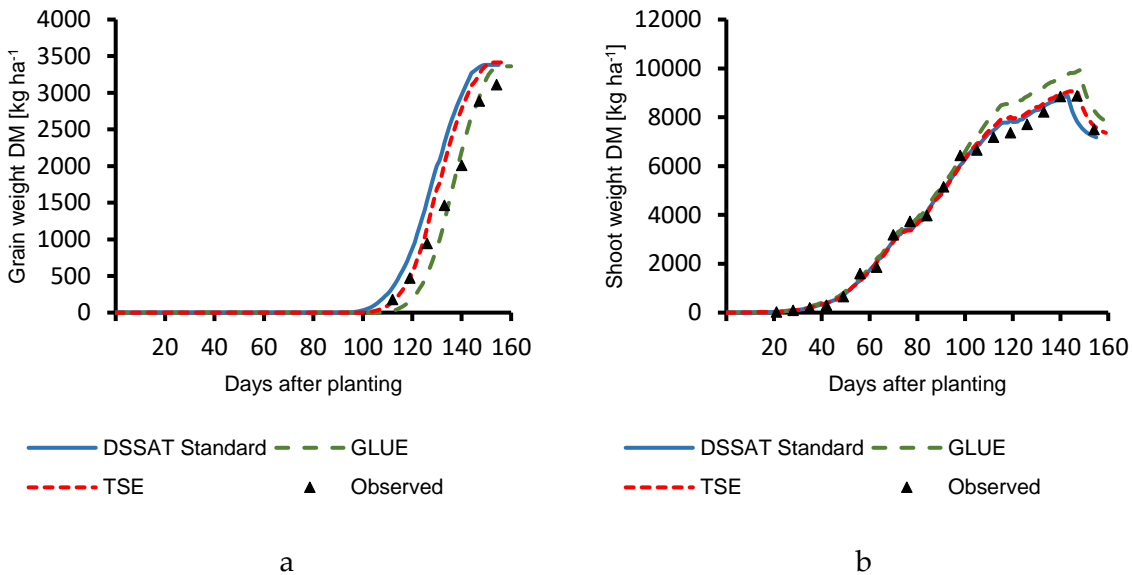 Grain weight DM [kg ha-1]
4000
3500
3000
2500
2000
1500
1000
500
0
20 40 60 80 100 120 140 160
Days after planting
DSSAT Standard GLUE
TSE Observed
a
Shoot weight DM [kg ha-1]
12000
10000
8000
6000
4000
2000
0
20 40 60 80 100 120 140 160
Days after planting
DSSAT Standard GLUE
TSE Observed
b